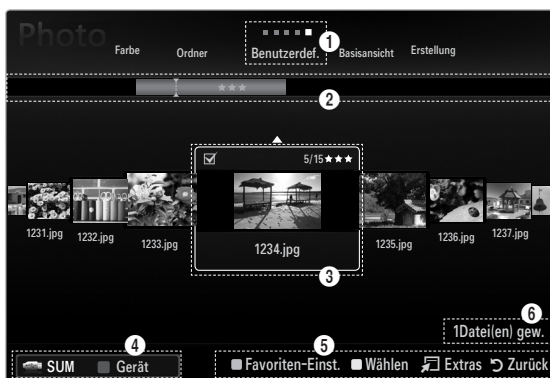 Photo
Farbe Ordner Benutzerdef. Basisansicht Erstellung
1
2
★★★
5/15★★★
1231.jpg 1232.jpg 1233.jpg 1234.jpg 1235.jpg 1236.jpg 1237.jpg
3
6
1Datei(en) gew.
4 5
SUM Gerät Favoriten-Einst. Wählen Extras Zurück